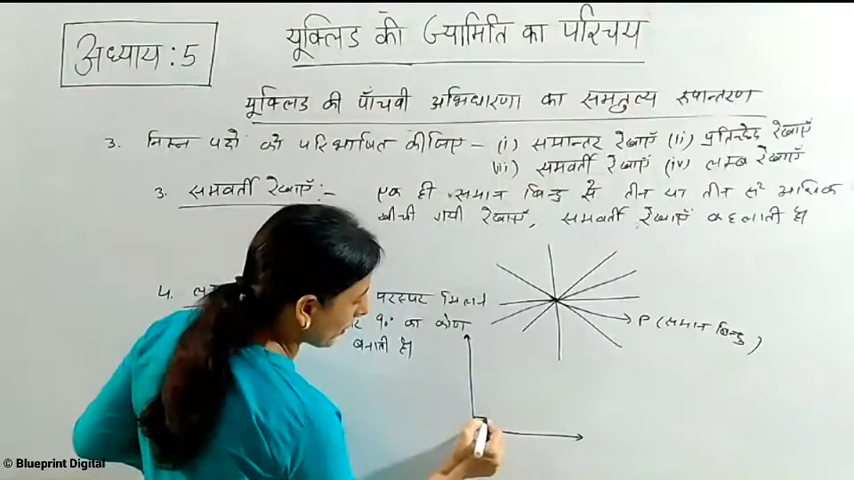 अध्याय : 5
यूक्लिड की ज्यामिति का परिचय
यूक्लिड की पाँचवी अभिधारणा का समतुल्य रूपान्तरण
3. निम्न पदों को परिभाषित कीजिए - (i) समान्तर रेखाएँ (ii) प्रतिच्छेद रेखाएँ
(iii) समवर्ती रेखाएँ (iv) लम्ब रेखाएँ
3. समवर्ती रेखाएँ :- एक ही समान बिन्दु से तीन या तीन से अधिक
खींची गयी रेखाएँ, समवर्ती रेखाएँ कहलाती है
4. परस्पर मिलने
90° का कोण
बनाती है
P (समान बिन्दु)
© Blueprint Digital